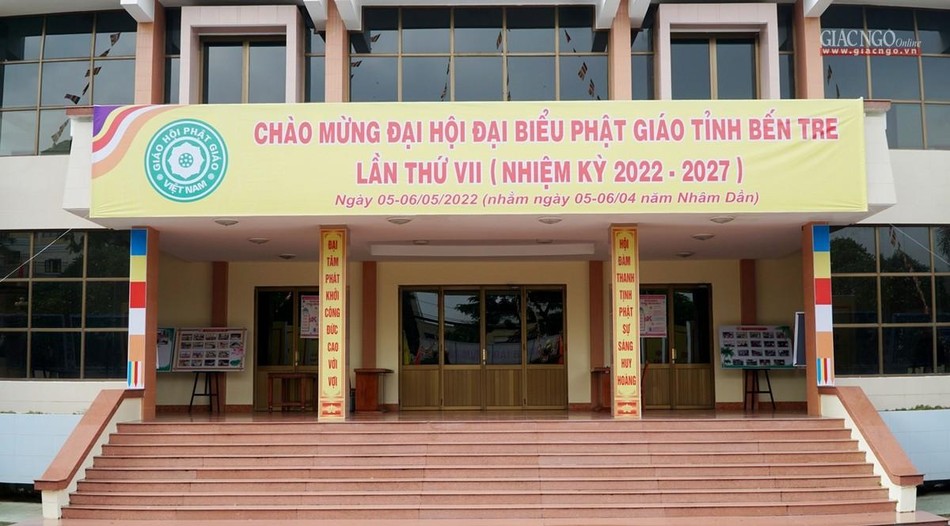 GIACNGO Online
www.giacngo.vn
GIÁO HỘI PHẬT GIÁO
VIỆT NAM
CHÀO MỪNG ĐẠI HỘI ĐẠI BIỂU PHẬT GIÁO TỈNH BẾN TRE
LẦN THỨ VII ( NHIỆM KỲ 2022 - 2027 )
Ngày 05-06/05/2022 (nhằm ngày 05-06/04 năm Nhâm Dần)
ĐẠI
TÂM
PHÁT
KHỞI
CÔNG
ĐỨC
CAO
VỜI
VỢI
HỘI
ĐÀM
THANH
TỊNH
PHẬT
SỰ
SÁNG
HUY
HOÀNG